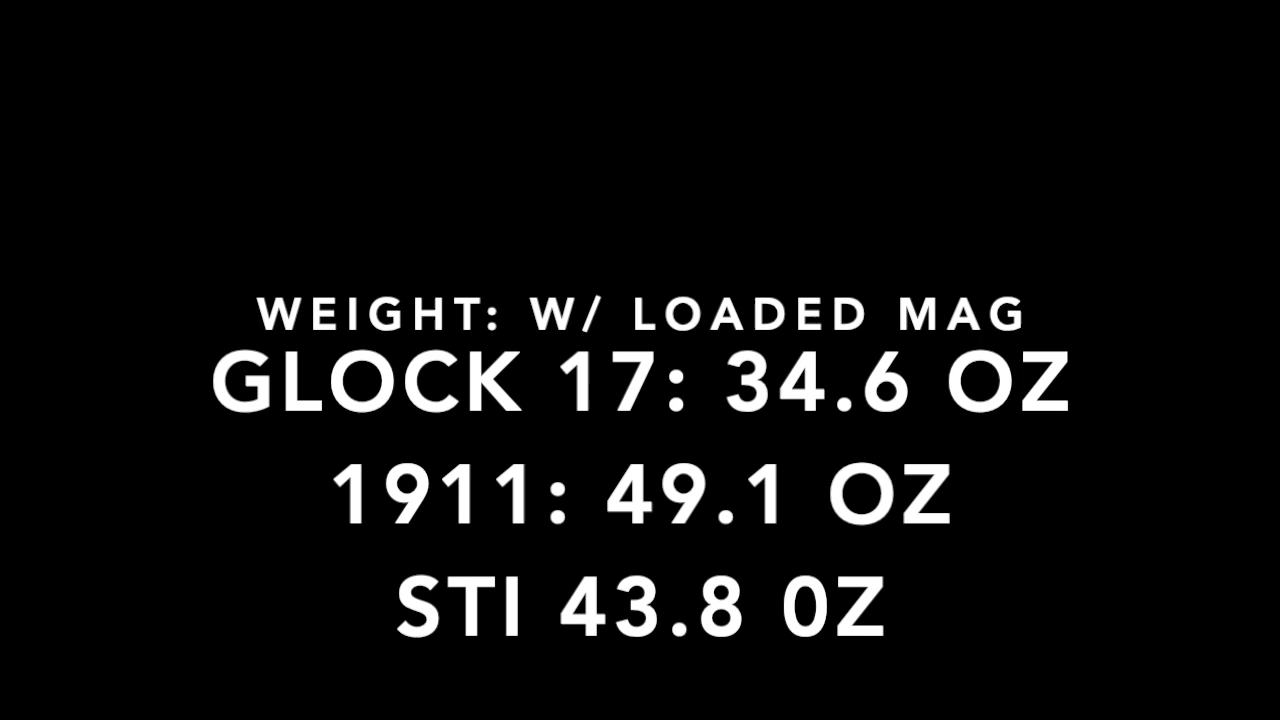 WEIGHT: W/ LOADED MAG
GLOCK 17: 34.6 OZ
1911: 49.1 OZ
STI 43.8 0Z